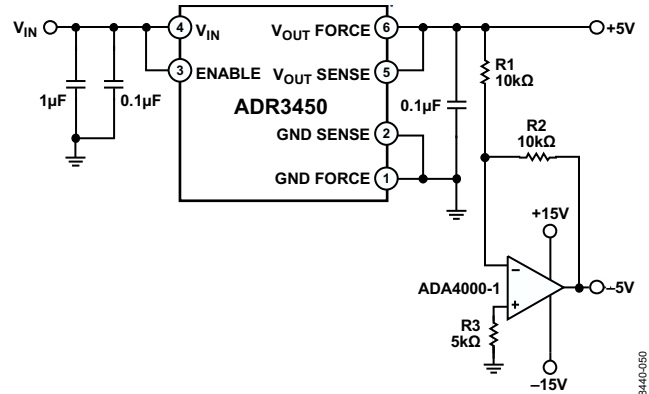 VIN
4
VIN
VOUT FORCE
6
+5V
3
ENABLE
VOUT SENSE
5
R1
10kΩ
1µF
0.1µF
ADR3450
0.1µF
GND SENSE
2
R2
10kΩ
GND FORCE
1
+15V
ADA4000-1
–
+
–5V
R3
5kΩ
–15V
8440-050